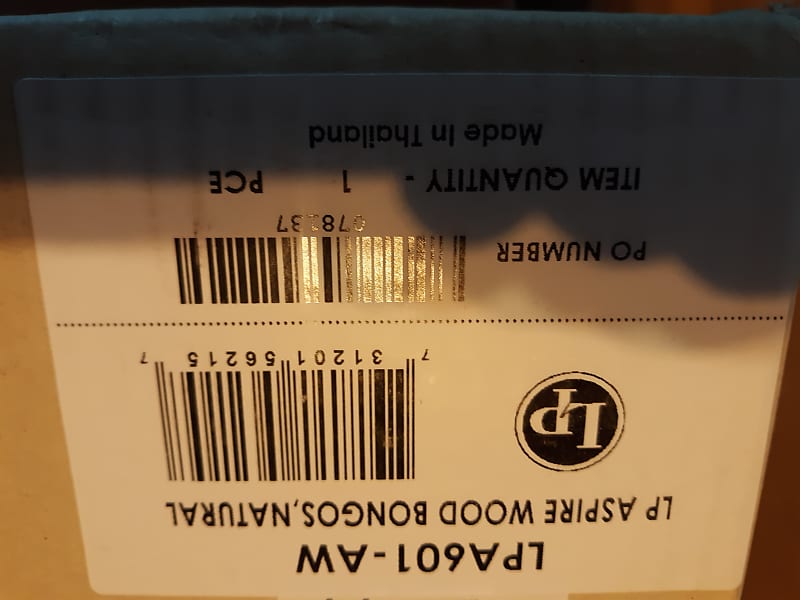 LPA601-AW
LP ASPIRE WOOD BONGOS,NATURAL
LP
7 31201 56215 7
PO NUMBER
ITEM QUANTITY - 1 PCE
Made In Thailand